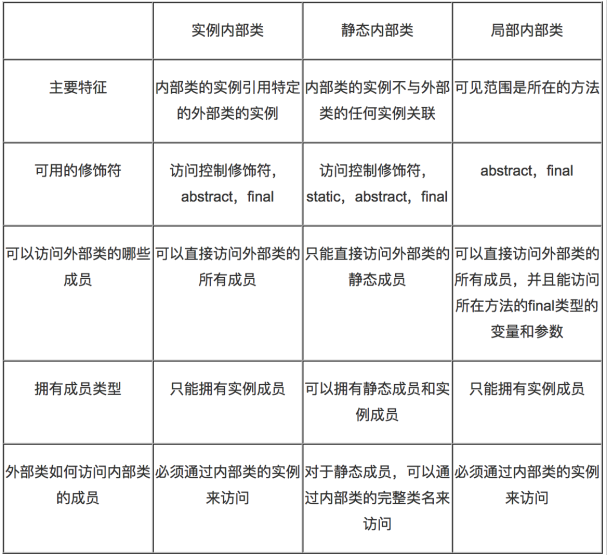 实例内部类
静态内部类
局部内部类
主要特征
内部类的实例引用特定
的外部类的实例
内部类的实例不与外部
类的任何实例关联
可见范围是所在的方法
可用的修饰符
访问控制修饰符，
abstract，final
访问控制修饰符，
static，abstract，final
abstract，final
可以访问外部类的哪些
成员
可以直接访问外部类的
所有成员
只能直接访问外部类的
静态成员
可以直接访问外部类的
所有成员，并且能访问
所在方法的final类型的
变量和参数
拥有成员类型
只能拥有实例成员
可以拥有静态成员和实
例成员
只能拥有实例成员
外部类如何访问内部类
的成员
必须通过内部类的实例
来访问
对于静态成员，可以通
过内部类的完整类名来
访问
必须通过内部类的实例
来访问